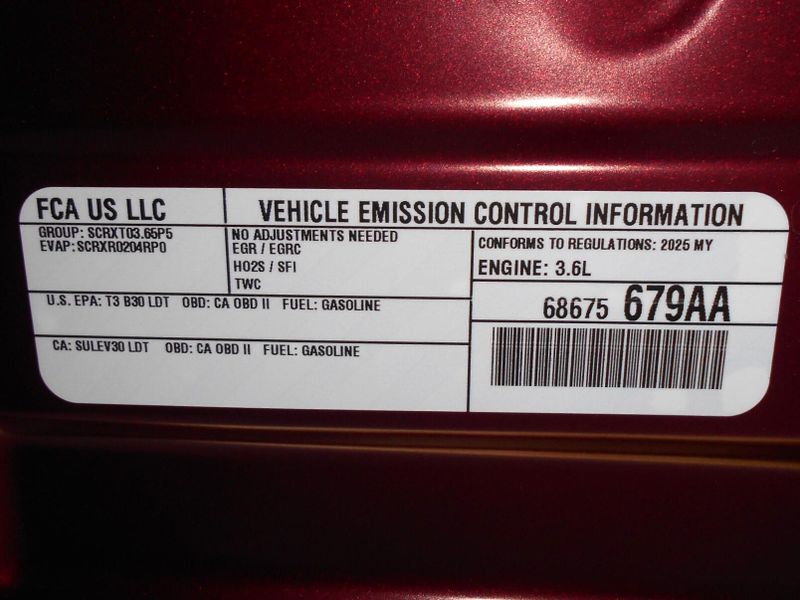 FCA US LLC
VEHICLE EMISSION CONTROL INFORMATION
GROUP: SCRXT03.65P5
EVAP: SCRXR0204RP0
NO ADJUSTMENTS NEEDED
EGR / EGRC
HO2S / SFI
TWC
CONFORMS TO REGULATIONS: 2025 MY
ENGINE: 3.6L
U.S. EPA: T3 B30 LDT OBD: CA OBD II FUEL: GASOLINE
68675 679AA
CA: SULEV30 LDT OBD: CA OBD II FUEL: GASOLINE